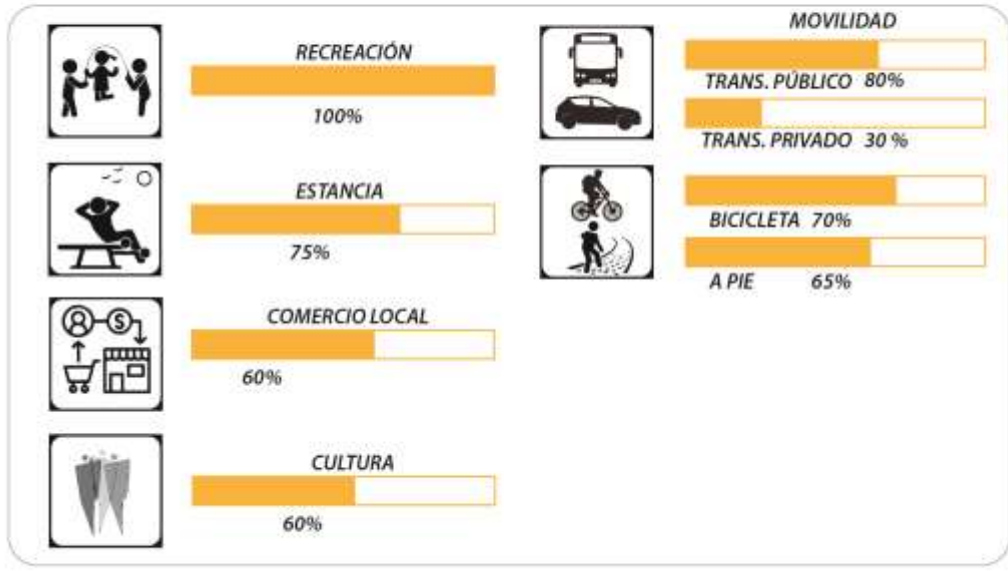 RECREACIÓN
100%
ESTANCIA
75%
COMERCIO LOCAL
60%
CULTURA
60%
MOVILIDAD
TRANS. PÚBLICO 80%
TRANS. PRIVADO 30 %
BICICLETA 70%
A PIE 65%